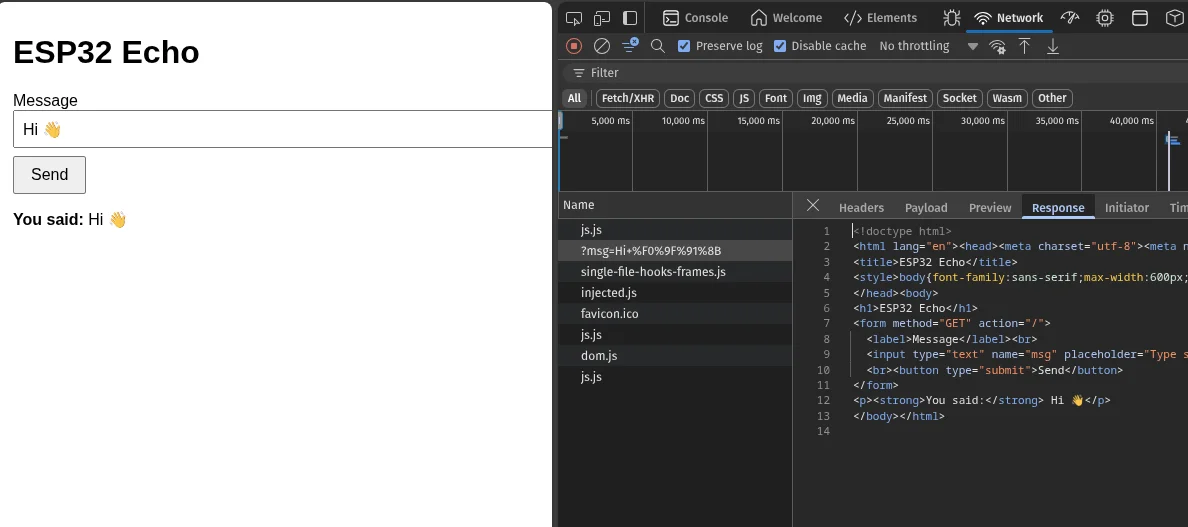 ESP32 Echo
Message
Hi 👋
Send
You said: Hi 👋
Console Welcome Elements Network
Preserve log Disable cache No throttling
Filter
All Fetch/XHR Doc CSS JS Font Img Media Manifest Socket Wasm Other
5,000 ms 10,000 ms 15,000 ms 20,000 ms 25,000 ms 30,000 ms 35,000 ms 40,000 ms
Name
js.js
?msg=Hi+%F0%9F%91%8B
single-file-hooks-frames.js
injected.js
favicon.ico
js.js
dom.js
js.js
Headers Payload Preview Response Initiator Tim
1 <!doctype html>
2 <html lang="en"><head><meta charset="utf-8"><meta n
3 <title>ESP32 Echo</title>
4 <style>body{font-family:sans-serif;max-width:600px;
5 </head><body>
6 <h1>ESP32 Echo</h1>
7 <form method="GET" action="/">
8 <label>Message</label><br>
9 <input type="text" name="msg" placeholder="Type s
10 <br><button type="submit">Send</button>
11 </form>
12 <p><strong>You said:</strong> Hi 👋</p>
13 </body></html>
14